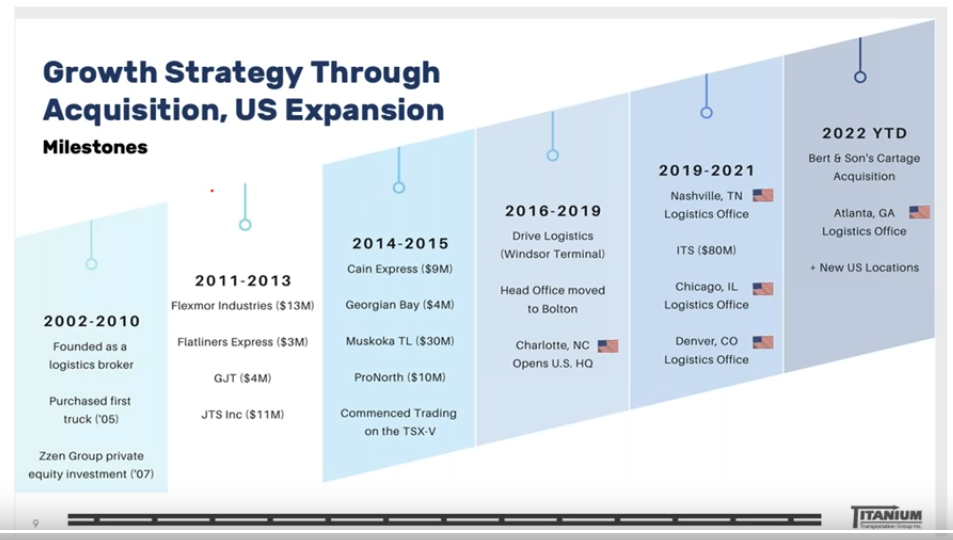 Growth Strategy Through
Acquisition, US Expansion
Milestones
2002-2010
Founded as a
logistics broker
Purchased first
truck ('05)
Zzen Group private
equity investment ('07)
2011-2013
Flexmor Industries ($13M)
Flatliners Express ($3M)
GJT ($4M)
JTS Inc ($11M)
2014-2015
Cain Express ($9M)
Georgian Bay ($4M)
Muskoka TL ($30M)
ProNorth ($10M)
Commenced Trading
on the TSX-V
2016-2019
Drive Logistics
(Windsor Terminal)
Head Office moved
to Bolton
Charlotte, NC
Opens U.S. HQ
2019-2021
Nashville, TN
Logistics Office
ITS ($80M)
Chicago, IL
Logistics Office
Denver, CO
Logistics Office
2022 YTD
Bert & Son's Cartage
Acquisition
Atlanta, GA
Logistics Office
+ New US Locations
9
TITANIUM
Transportation Group Inc.